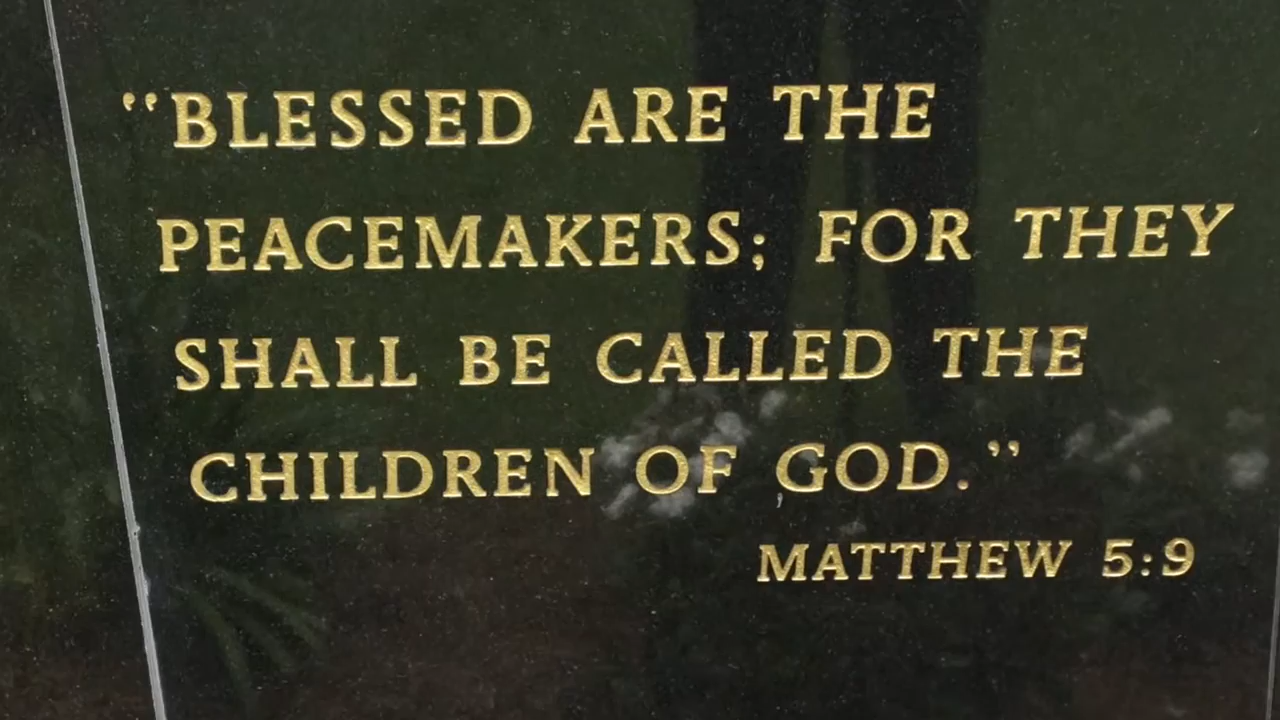 "BLESSED ARE THE
PEACEMAKERS; FOR THEY
SHALL BE CALLED THE
CHILDREN OF GOD."
MATTHEW 5:9